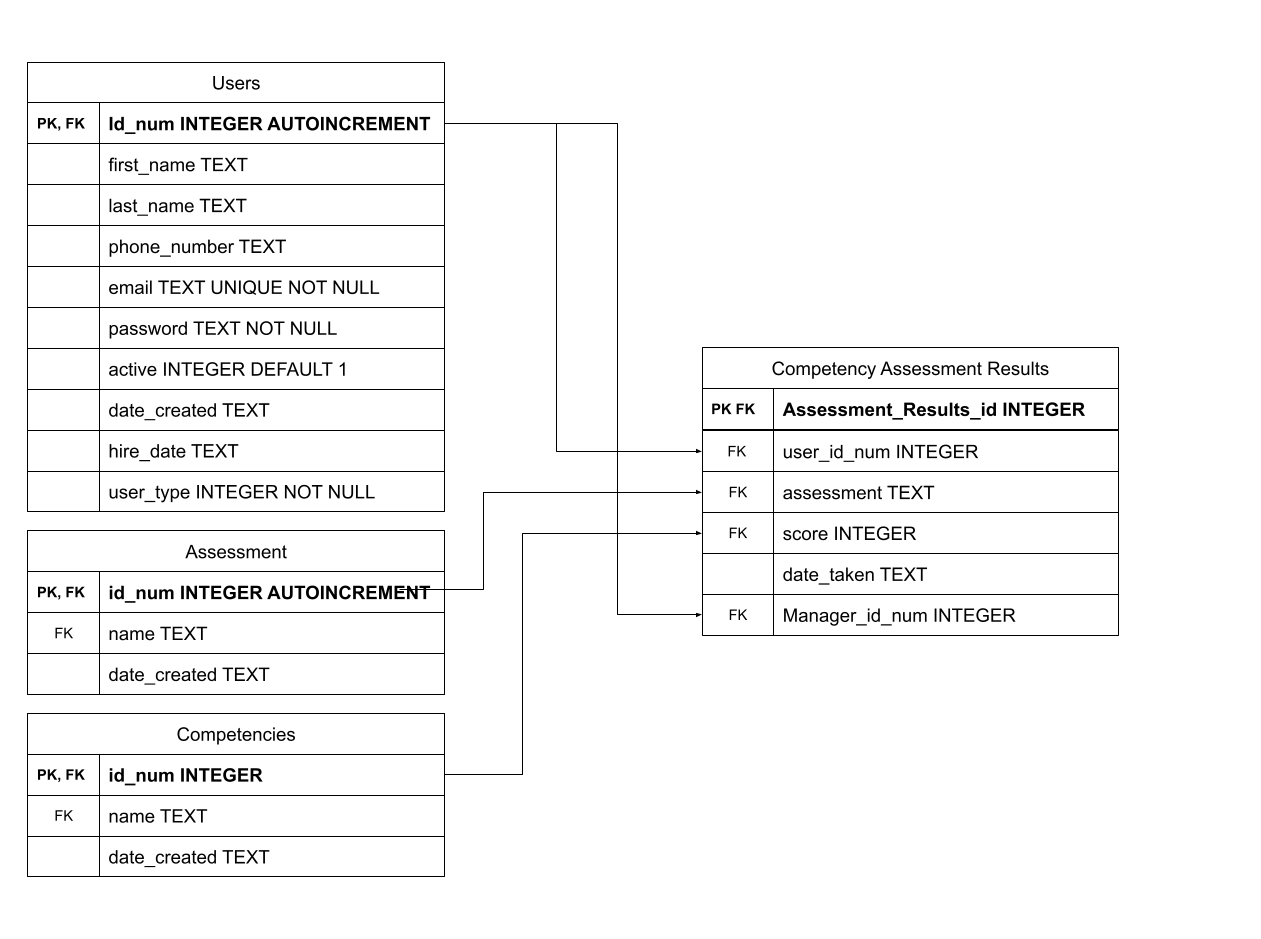 Users
PK, FK Id_num INTEGER AUTOINCREMENT
first_name TEXT
last_name TEXT
phone_number TEXT
email TEXT UNIQUE NOT NULL
password TEXT NOT NULL
active INTEGER DEFAULT 1
date_created TEXT
hire_date TEXT
user_type INTEGER NOT NULL
Assessment
PK, FK id_num INTEGER AUTOINCREMENT
FK name TEXT
date_created TEXT
Competencies
PK, FK id_num INTEGER
FK name TEXT
date_created TEXT
Competency Assessment Results
PK FK Assessment_Results_id INTEGER
FK user_id_num INTEGER
FK assessment TEXT
FK score INTEGER
date_taken TEXT
FK Manager_id_num INTEGER